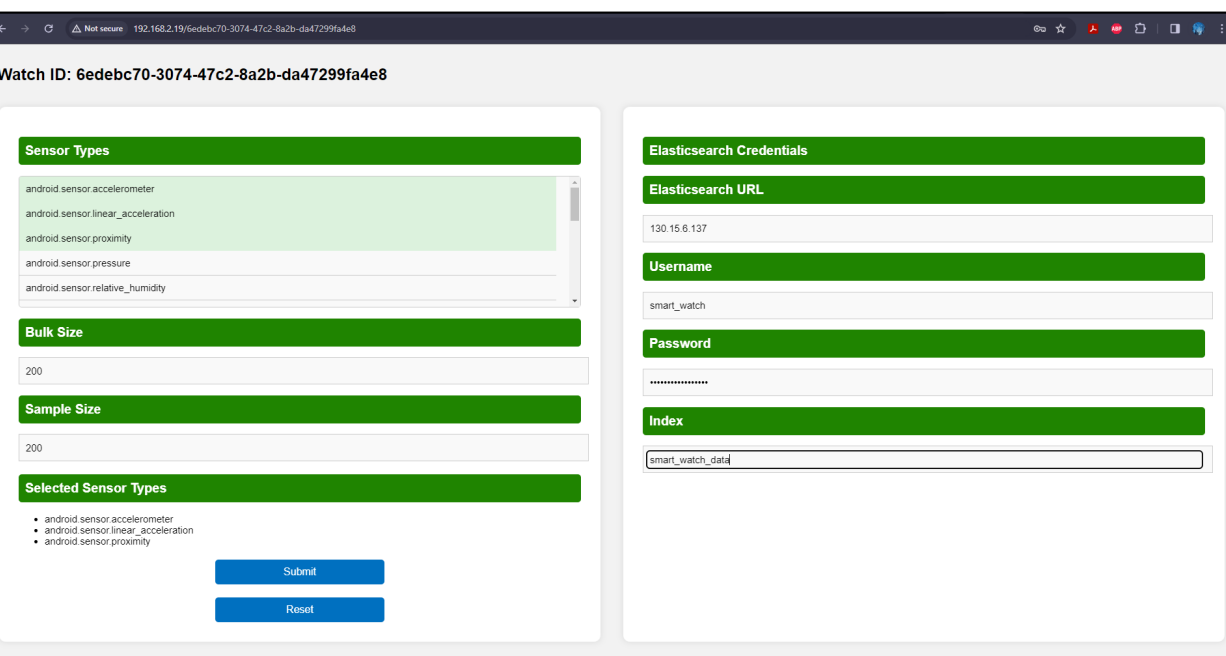 Not secure 192.168.2.19/6edebc70-3074-47c2-8a2b-da47299fa4e8
ABP
Watch ID: 6edebc70-3074-47c2-8a2b-da47299fa4e8
Sensor Types
android.sensor.accelerometer
android.sensor.linear_acceleration
android.sensor.proximity
android.sensor.pressure
android.sensor.relative_humidity
Bulk Size
200
Sample Size
200
Selected Sensor Types
• android.sensor.accelerometer
• android.sensor.linear_acceleration
• android.sensor.proximity
Submit
Reset
Elasticsearch Credentials
Elasticsearch URL
130.15.6.137
Username
smart_watch
Password
•••••••••••••••••
Index
smart_watch_data